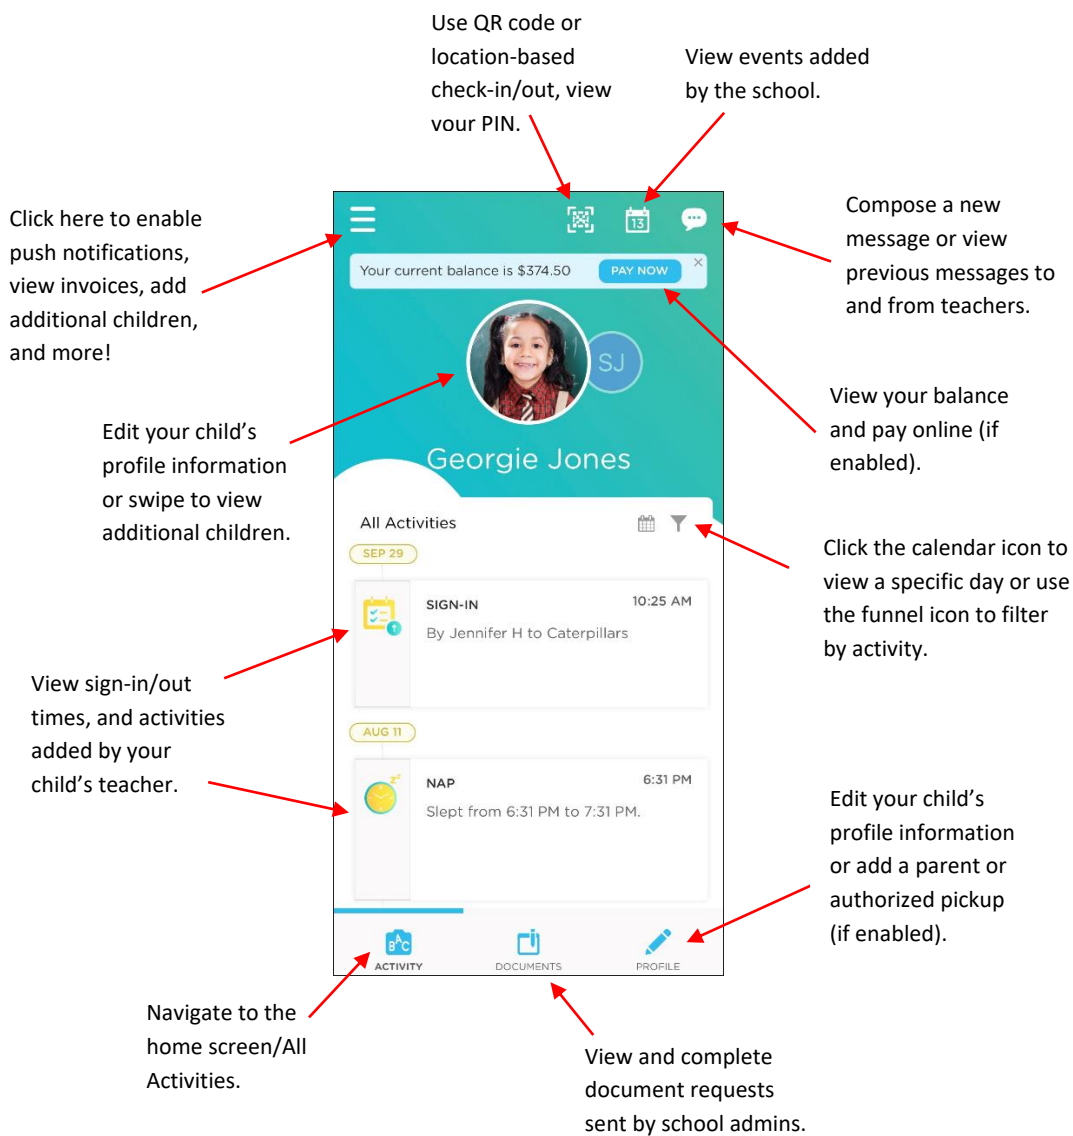 Use QR code or
location-based
check-in/out, view
your PIN.
View events added
by the school.
Click here to enable
push notifications,
view invoices, add
additional children,
and more!
Compose a new
message or view
previous messages to
and from teachers.
13
Your current balance is $374.50 PAY NOW
SJ
Georgie Jones
Edit your child’s
profile information
or swipe to view
additional children.
View your balance
and pay online (if
enabled).
All Activities
SEP 29
SIGN-IN 10:25 AM
By Jennifer H to Caterpillars
Click the calendar icon to
view a specific day or use
the funnel icon to filter
by activity.
View sign-in/out
times, and activities
added by your
child’s teacher.
AUG 11
zz
NAP 6:31 PM
Slept from 6:31 PM to 7:31 PM.
Edit your child’s
profile information
or add a parent or
authorized pickup
(if enabled).
BAC
ACTIVITY DOCUMENTS PROFILE
Navigate to the
home screen/All
Activities.
View and complete
document requests
sent by school admins.